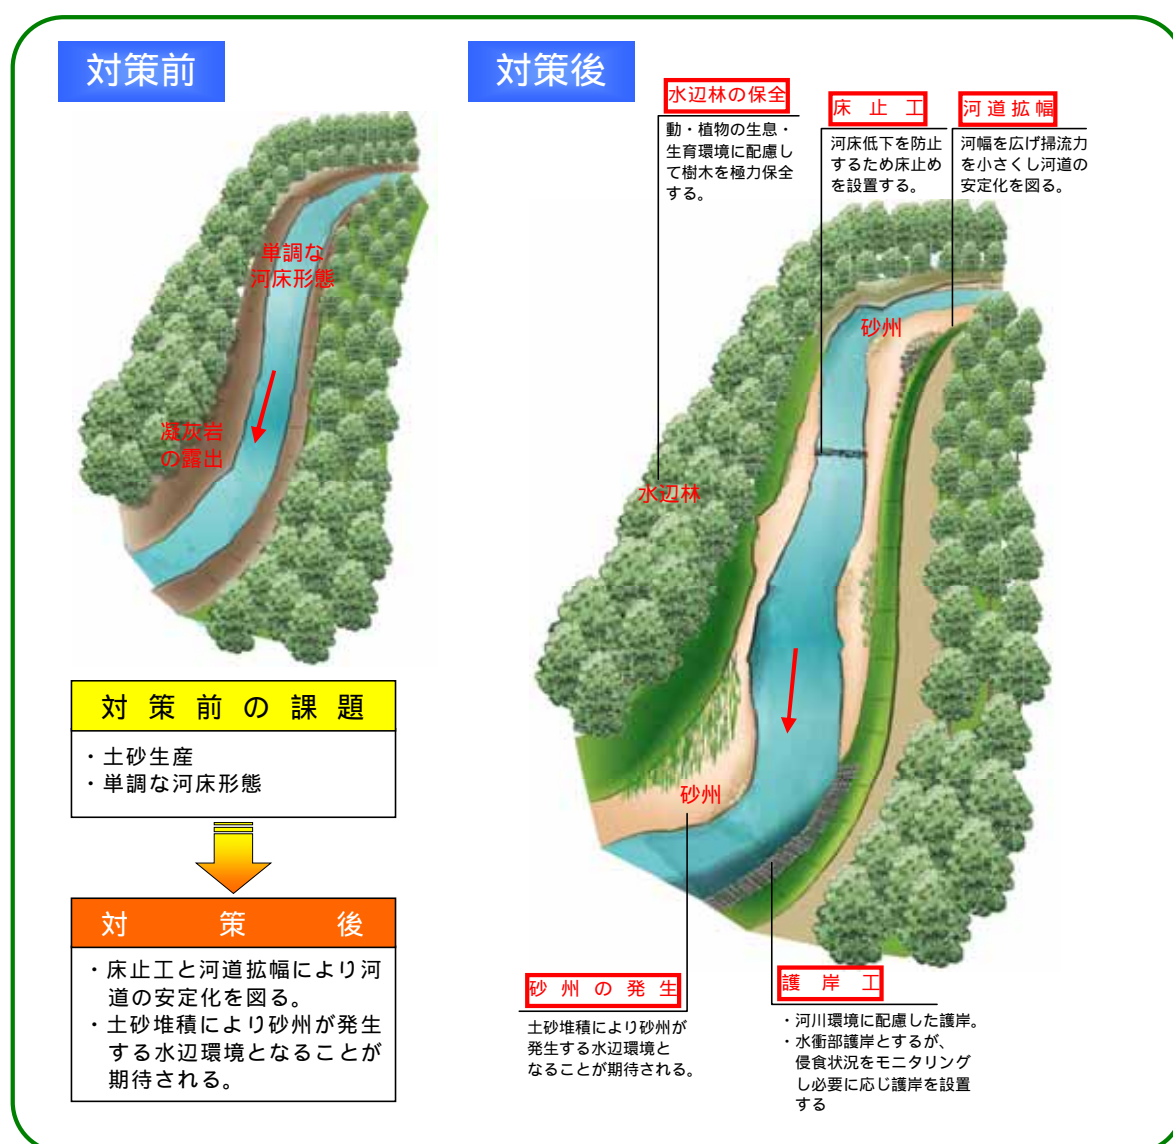 対策前
単調な
河床形態
凝灰岩
の露出
対策前の課題
・土砂生産
・単調な河床形態
対策後
・床止工と河道拡幅により河
道の安定化を図る。
・土砂堆積により砂州が発生
する水辺環境となることが
期待される。
対策後
水辺林の保全
動・植物の生息・
生育環境に配慮し
て樹木を極力保全
する。
床止工
河床低下を防止
するため床止め
を設置する。
河道拡幅
河幅を広げ掃流力
を小さくし河道の
安定化を図る。
砂州
水辺林
砂州
砂州の発生
土砂堆積により砂州が
発生する水辺環境と
なることが期待される。
護岸工
・河川環境に配慮した護岸。
・水衝部護岸とするが、
侵食状況をモニタリング
し必要に応じ護岸を設置
する